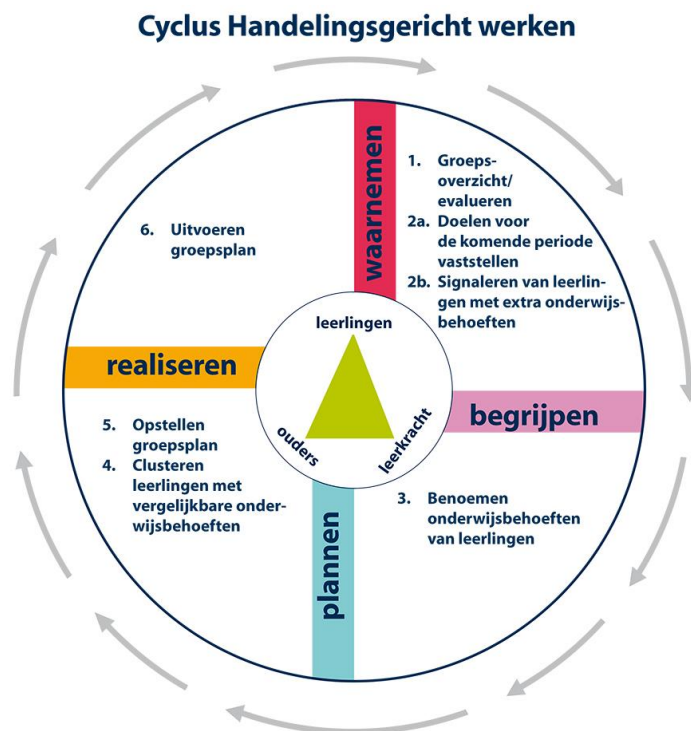 Cyclus Handelingsgericht werken
waarnemen
1. Groeps-
overzicht/
evalueren
2a. Doelen voor
de komende periode
vaststellen
2b. Signaleren van leerlin-
gen met extra onderwijs-
behoeften
begrijpen
3. Benoemen
onderwijsbehoeften
van leerlingen
plannen
5. Opstellen
groepsplan
4. Clusteren
leerlingen met
vergelijkbare onder-
wijsbehoeften
realiseren
6. Uitvoeren
groepsplan
leerlingen
ouders
leerkracht